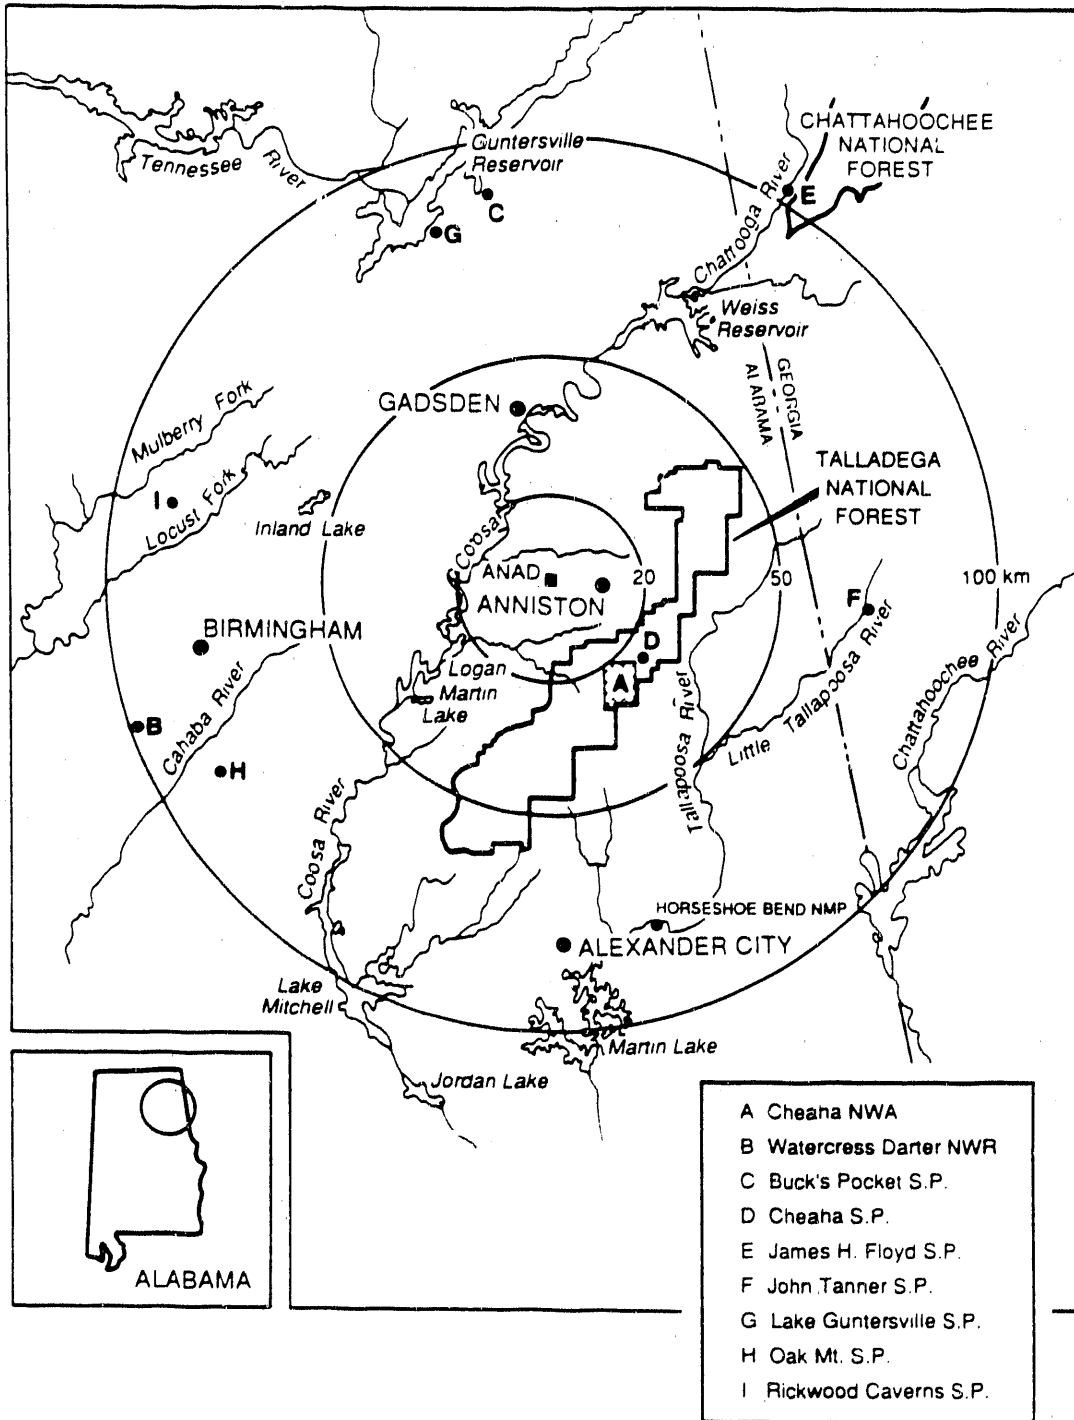 CHATTAHOOCHEE
NATIONAL
FOREST
Guntersville
Reservoir
Tennessee River
C
G
E
Chattooga River
Weiss
Reservoir
GEORGIA
ALABAMA
GADSDEN
Mulberry Fork
Locust Fork
I
Inland Lake
TALLADEGA
NATIONAL
FOREST
Coosa
ANAD
ANNISTON
20
50
100 km
F
BIRMINGHAM
D
A
Logan
Martin
Lake
B
Cahaba River
H
Tallapoosa River
Little Tallapoosa River
Chattahoochee River
Coosa River
HORSESHOE BEND NMP
ALEXANDER CITY
Lake
Mitchell
Martin Lake
Jordan Lake
ALABAMA
A Cheaha NWA
B Watercress Darter NWR
C Buck's Pocket S.P.
D Cheaha S.P.
E James H. Floyd S.P.
F John Tanner S.P.
G Lake Guntersville S.P.
H Oak Mt. S.P.
I Rickwood Caverns S.P.